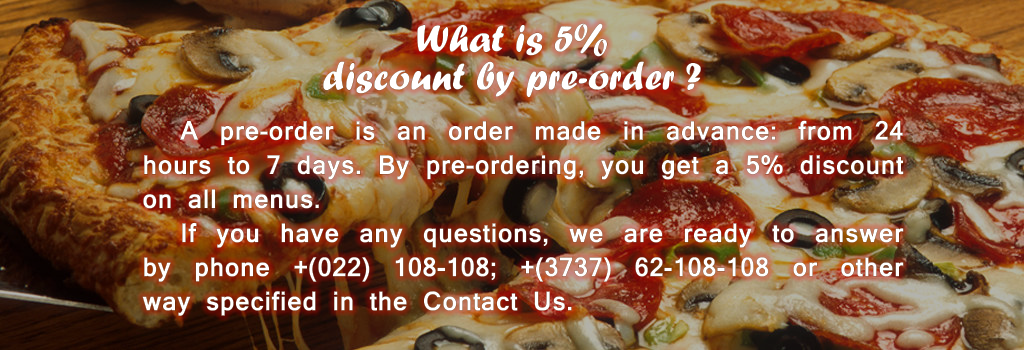 What is 5%
discount by pre-order ?
A pre-order is an order made in advance: from 24
hours to 7 days. By pre-ordering, you get a 5% discount
on all menus.
If you have any questions, we are ready to answer
by phone +(022) 108-108; +(3737) 62-108-108 or other
way specified in the Contact Us.